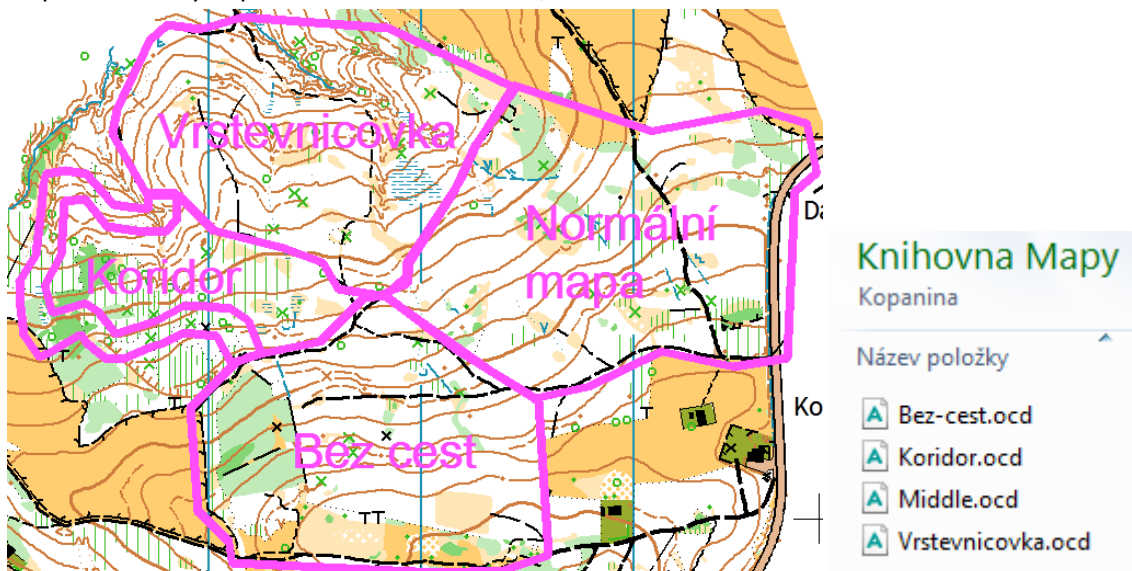 Vrstevnicovka
Normální
mapa
Koridor
Bez cest
Ko
Knihovna Mapy
Kopanina
Název položky
Bez-cest.ocd
Koridor.ocd
Middle.ocd
Vrstevnicovka.ocd